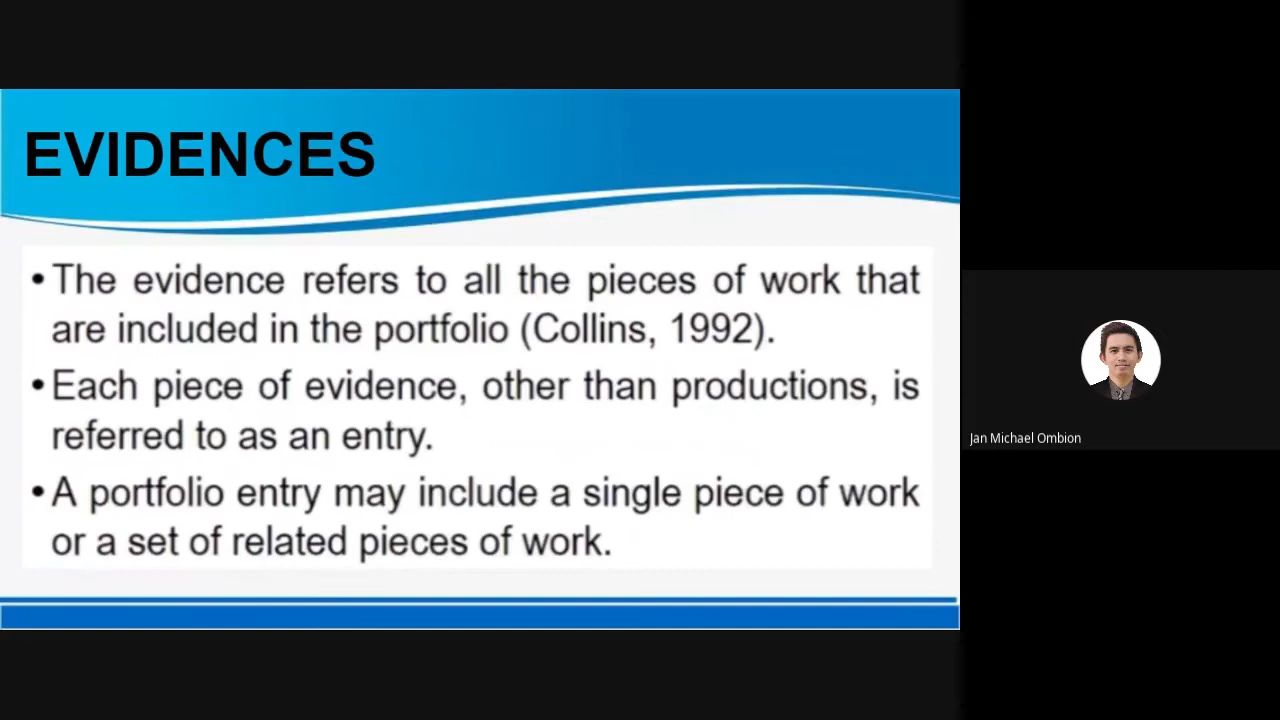 EVIDENCES
•The evidence refers to all the pieces of work that
are included in the portfolio (Collins, 1992).
•Each piece of evidence, other than productions, is
referred to as an entry.
•A portfolio entry may include a single piece of work
or a set of related pieces of work.
Jan Michael Ombion